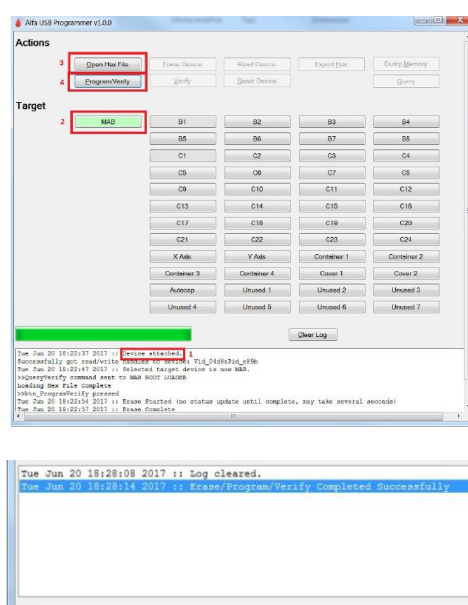 Alfa USB Programmer v1.0.0
Actions
3 Open Hex File Erase Device Read Device Export Hex Dump Memory
4 Program/Verify Verify Reset Device Query
Target
2 MAB B1 B2 B3 B4
B5 B6 B7 B8
C1 C2 C3 C4
C5 C6 C7 C8
C9 C10 C11 C12
C13 C14 C15 C16
C17 C18 C19 C20
C21 C22 C23 C24
X Axis Y Axis Container 1 Container 2
Container 3 Container 4 Cover 1 Cover 2
Autocap Unused 1 Unused 2 Unused 3
Unused 4 Unused 5 Unused 6 Unused 7
Clear Log
Tue Jun 20 18:22:37 2017 :: Device attached. 1
Successfully got read/write handles to device: Vid_04d8&Pid_e89b
Tue Jun 20 18:22:47 2017 :: Selected target device is now MAB.
>>QueryVerify command sent to MAB BOOT LOADER
Loading Hex File Complete
>>btn_ProgramVerify pressed
Tue Jun 20 18:22:54 2017 :: Erase Started (no status update until complete, may take several seconds)
Tue Jun 20 18:22:57 2017 :: Erase Complete
Tue Jun 20 18:28:08 2017 :: Log cleared.
Tue Jun 20 18:28:14 2017 :: Erase/Program/Verify Completed Successfully